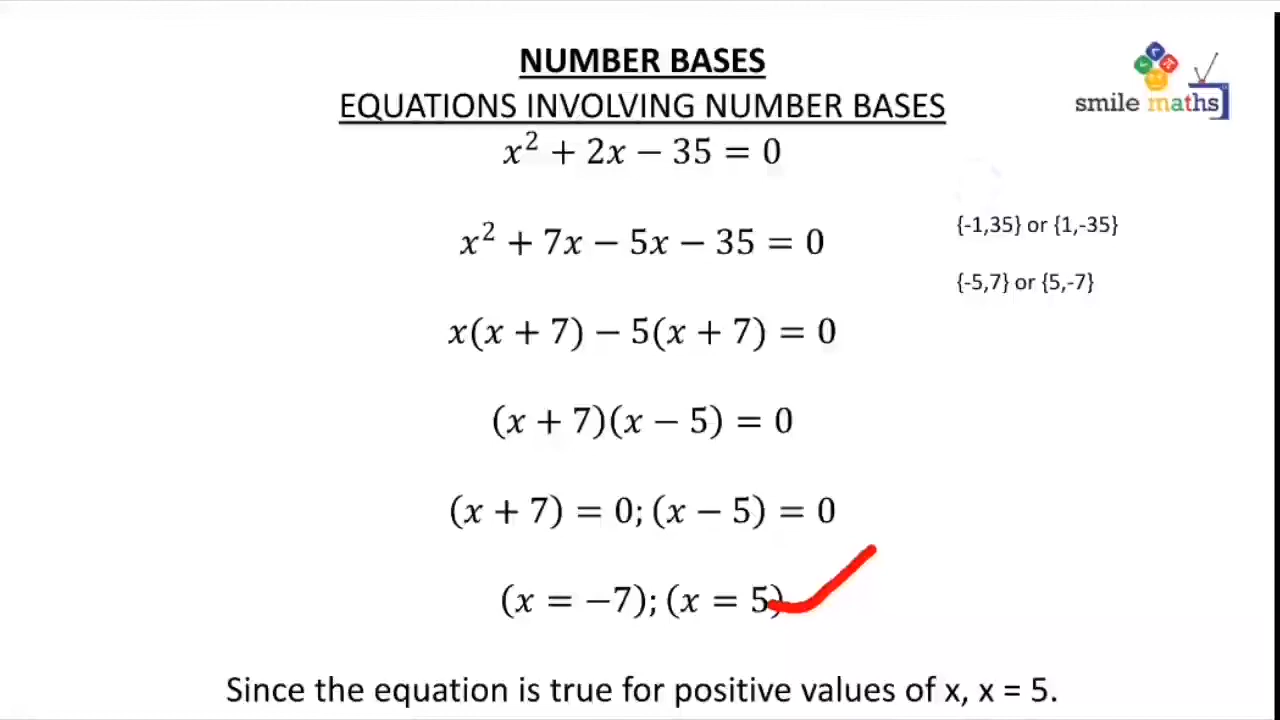 NUMBER BASES
EQUATIONS INVOLVING NUMBER BASES
smile maths
x² + 2x − 35 = 0
{-1,35} or {1,-35}
x² + 7x − 5x − 35 = 0
{-5,7} or {5,-7}
x(x + 7) − 5(x + 7) = 0
(x + 7)(x − 5) = 0
(x + 7) = 0; (x − 5) = 0
(x = −7); (x = 5)
Since the equation is true for positive values of x, x = 5.